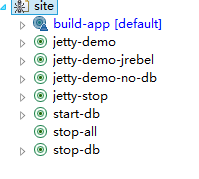 site
build-app [default]
jetty-demo
jetty-demo-jrebel
jetty-demo-no-db
jetty-stop
start-db
stop-all
stop-db